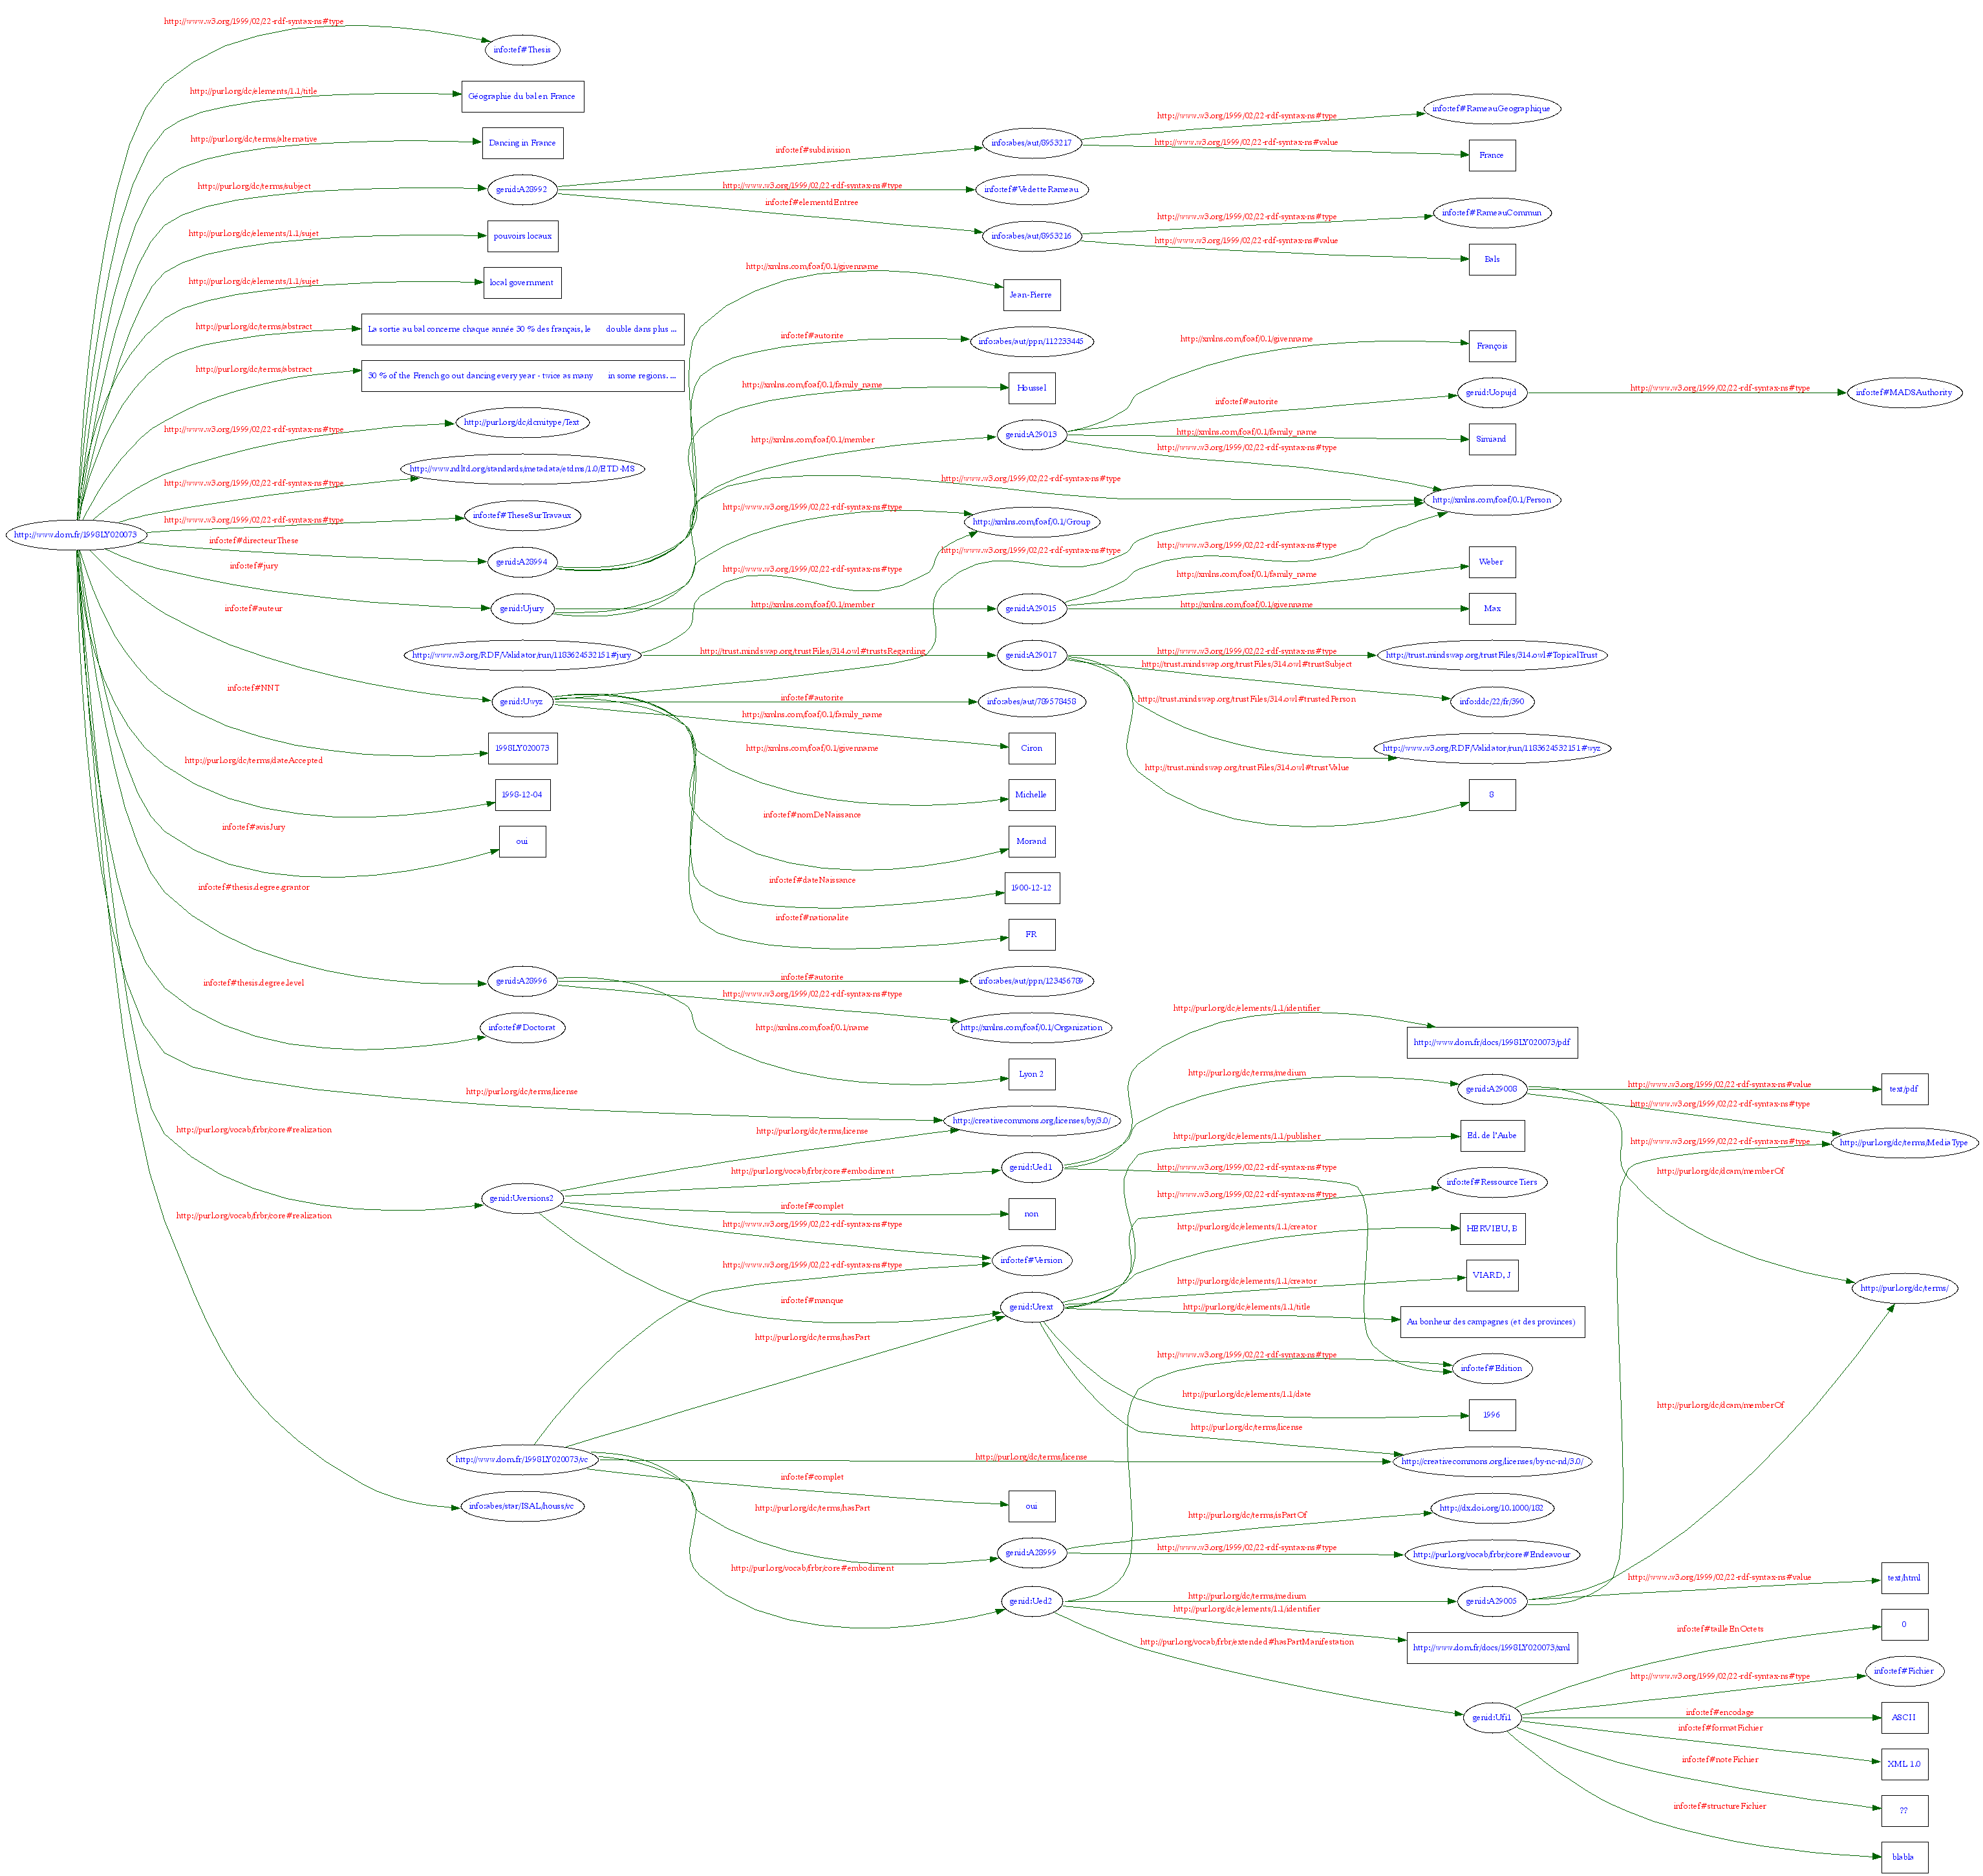 http://www.w3.org/1999/02/22-rdf-syntax-ns#type
info:tef#Thesis
http://purl.org/dc/elements/1.1/title
Géographie du bal en France
http://purl.org/dc/terms/alternative
Dancing in France
http://purl.org/dc/terms/subject
genid:A28992
http://purl.org/dc/elements/1.1/sujet
pouvoirs locaux
http://purl.org/dc/elements/1.1/sujet
local government
http://purl.org/dc/terms/abstract
La sortie au bal concerne chaque année 30 % des français, le double dans plus ...
http://purl.org/dc/terms/abstract
30 % of the French go out dancing every year - twice as many in some regions. ...
http://www.w3.org/1999/02/22-rdf-syntax-ns#type
http://purl.org/dc/dcmitype/Text
http://www.w3.org/1999/02/22-rdf-syntax-ns#type
http://www.ndltd.org/standards/metadata/etdms/1.0/ETD-MS
http://www.w3.org/1999/02/22-rdf-syntax-ns#type
info:tef#TheseSurTravaux
http://www.dom.fr/1998LYO20073
info:tef#directeurThese
genid:A28994
info:tef#jury
genid:Ujury
info:tef#auteur
http://www.w3.org/RDF/Validator/run/1183624532151#jury
genid:Uwyz
info:tef#NNT
1998LYO20073
http://purl.org/dc/terms/dateAccepted
1998-12-04
info:tef#avisJury
oui
info:tef#thesis.degree.grantor
genid:A28996
info:tef#thesis.degree.level
info:tef#Doctorat
http://purl.org/dc/terms/license
http://purl.org/vocab/frbr/core#realization
genid:Uversions2
http://purl.org/vocab/frbr/core#realization
http://www.dom.fr/1998LYO20073/vc
info:abes/star/ISAL/houss/vc
info:tef#subdivision
info:abes/aut/8953217
http://www.w3.org/1999/02/22-rdf-syntax-ns#type
info:tef#VedetteRameau
info:tef#elementdEntree
info:abes/aut/8953216
http://www.w3.org/1999/02/22-rdf-syntax-ns#type
info:tef#RameauGeographique
http://www.w3.org/1999/02/22-rdf-syntax-ns#value
France
http://www.w3.org/1999/02/22-rdf-syntax-ns#type
info:tef#RameauCommun
http://www.w3.org/1999/02/22-rdf-syntax-ns#value
Bals
http://xmlns.com/foaf/0.1/givenname
Jean-Pierre
info:tef#autorite
info:abes/aut/ppn/112233445
http://xmlns.com/foaf/0.1/family_name
Houssel
http://xmlns.com/foaf/0.1/member
genid:A29013
http://xmlns.com/foaf/0.1/givenname
François
info:tef#autorite
genid:Uopujd
http://www.w3.org/1999/02/22-rdf-syntax-ns#type
info:tef#MADSAuthority
http://xmlns.com/foaf/0.1/family_name
Simiand
http://www.w3.org/1999/02/22-rdf-syntax-ns#type
http://www.w3.org/1999/02/22-rdf-syntax-ns#type
http://xmlns.com/foaf/0.1/Person
http://www.w3.org/1999/02/22-rdf-syntax-ns#type
http://xmlns.com/foaf/0.1/Group
http://www.w3.org/1999/02/22-rdf-syntax-ns#type
http://www.w3.org/1999/02/22-rdf-syntax-ns#type
http://www.w3.org/1999/02/22-rdf-syntax-ns#type
Weber
http://xmlns.com/foaf/0.1/family_name
http://xmlns.com/foaf/0.1/member
genid:A29015
http://xmlns.com/foaf/0.1/givenname
Max
http://trust.mindswap.org/trustFiles/314.owl#trustsRegarding
genid:A29017
http://www.w3.org/1999/02/22-rdf-syntax-ns#type
http://trust.mindswap.org/trustFiles/314.owl#TopicalTrust
http://trust.mindswap.org/trustFiles/314.owl#trustSubject
info:ddc/22/fr/390
http://trust.mindswap.org/trustFiles/314.owl#trustedPerson
http://www.w3.org/RDF/Validator/run/1183624532151#wyz
http://trust.mindswap.org/trustFiles/314.owl#trustValue
8
info:tef#autorite
info:abes/aut/789578458
http://xmlns.com/foaf/0.1/family_name
Ciron
http://xmlns.com/foaf/0.1/givenname
Michelle
info:tef#nomDeNaissance
Morand
info:tef#dateNaissance
1900-12-12
info:tef#nationalite
FR
info:tef#autorite
info:abes/aut/ppn/123456789
http://www.w3.org/1999/02/22-rdf-syntax-ns#type
http://xmlns.com/foaf/0.1/Organization
http://xmlns.com/foaf/0.1/name
Lyon 2
http://creativecommons.org/licenses/by/3.0/
http://purl.org/dc/terms/license
http://purl.org/vocab/frbr/core#embodiment
genid:Ued1
info:tef#complet
non
http://www.w3.org/1999/02/22-rdf-syntax-ns#type
info:tef#Version
http://www.w3.org/1999/02/22-rdf-syntax-ns#type
info:tef#manque
genid:Urext
http://purl.org/dc/terms/hasPart
http://purl.org/dc/terms/license
info:tef#complet
oui
http://purl.org/dc/terms/hasPart
genid:A28999
http://purl.org/vocab/frbr/core#embodiment
genid:Ued2
http://purl.org/dc/elements/1.1/identifier
http://www.dom.fr/docs/1998LYO20073/pdf
http://purl.org/dc/terms/medium
genid:A29008
http://www.w3.org/1999/02/22-rdf-syntax-ns#value
text/pdf
http://www.w3.org/1999/02/22-rdf-syntax-ns#type
http://purl.org/dc/terms/MediaType
http://www.w3.org/1999/02/22-rdf-syntax-ns#type
http://purl.org/dc/dcam/memberOf
http://purl.org/dc/elements/1.1/publisher
Ed. de l'Aube
http://www.w3.org/1999/02/22-rdf-syntax-ns#type
info:tef#RessourceTiers
http://www.w3.org/1999/02/22-rdf-syntax-ns#type
http://purl.org/dc/elements/1.1/creator
HERVIEU, B
http://purl.org/dc/elements/1.1/creator
VIARD, J
http://purl.org/dc/terms/
http://purl.org/dc/elements/1.1/title
Au bonheur des campagnes (et des provinces)
http://www.w3.org/1999/02/22-rdf-syntax-ns#type
info:tef#Edition
http://purl.org/dc/elements/1.1/date
1996
http://purl.org/dc/dcam/memberOf
http://purl.org/dc/terms/license
http://creativecommons.org/licenses/by-nc-nd/3.0/
http://purl.org/dc/terms/isPartOf
http://dx.doi.org/10.1000/182
http://www.w3.org/1999/02/22-rdf-syntax-ns#type
http://purl.org/vocab/frbr/core#Endeavour
http://purl.org/dc/terms/medium
genid:A29005
http://www.w3.org/1999/02/22-rdf-syntax-ns#value
text/html
http://purl.org/dc/elements/1.1/identifier
http://www.dom.fr/docs/1998LYO20073/xml
http://purl.org/vocab/frbr/extended#hasPartManifestation
genid:Ufi1
info:tef#tailleEnOctets
0
http://www.w3.org/1999/02/22-rdf-syntax-ns#type
info:tef#Fichier
info:tef#encodage
ASCII
info:tef#formatFichier
XML 1.0
info:tef#noteFichier
??
info:tef#structureFichier
blabla